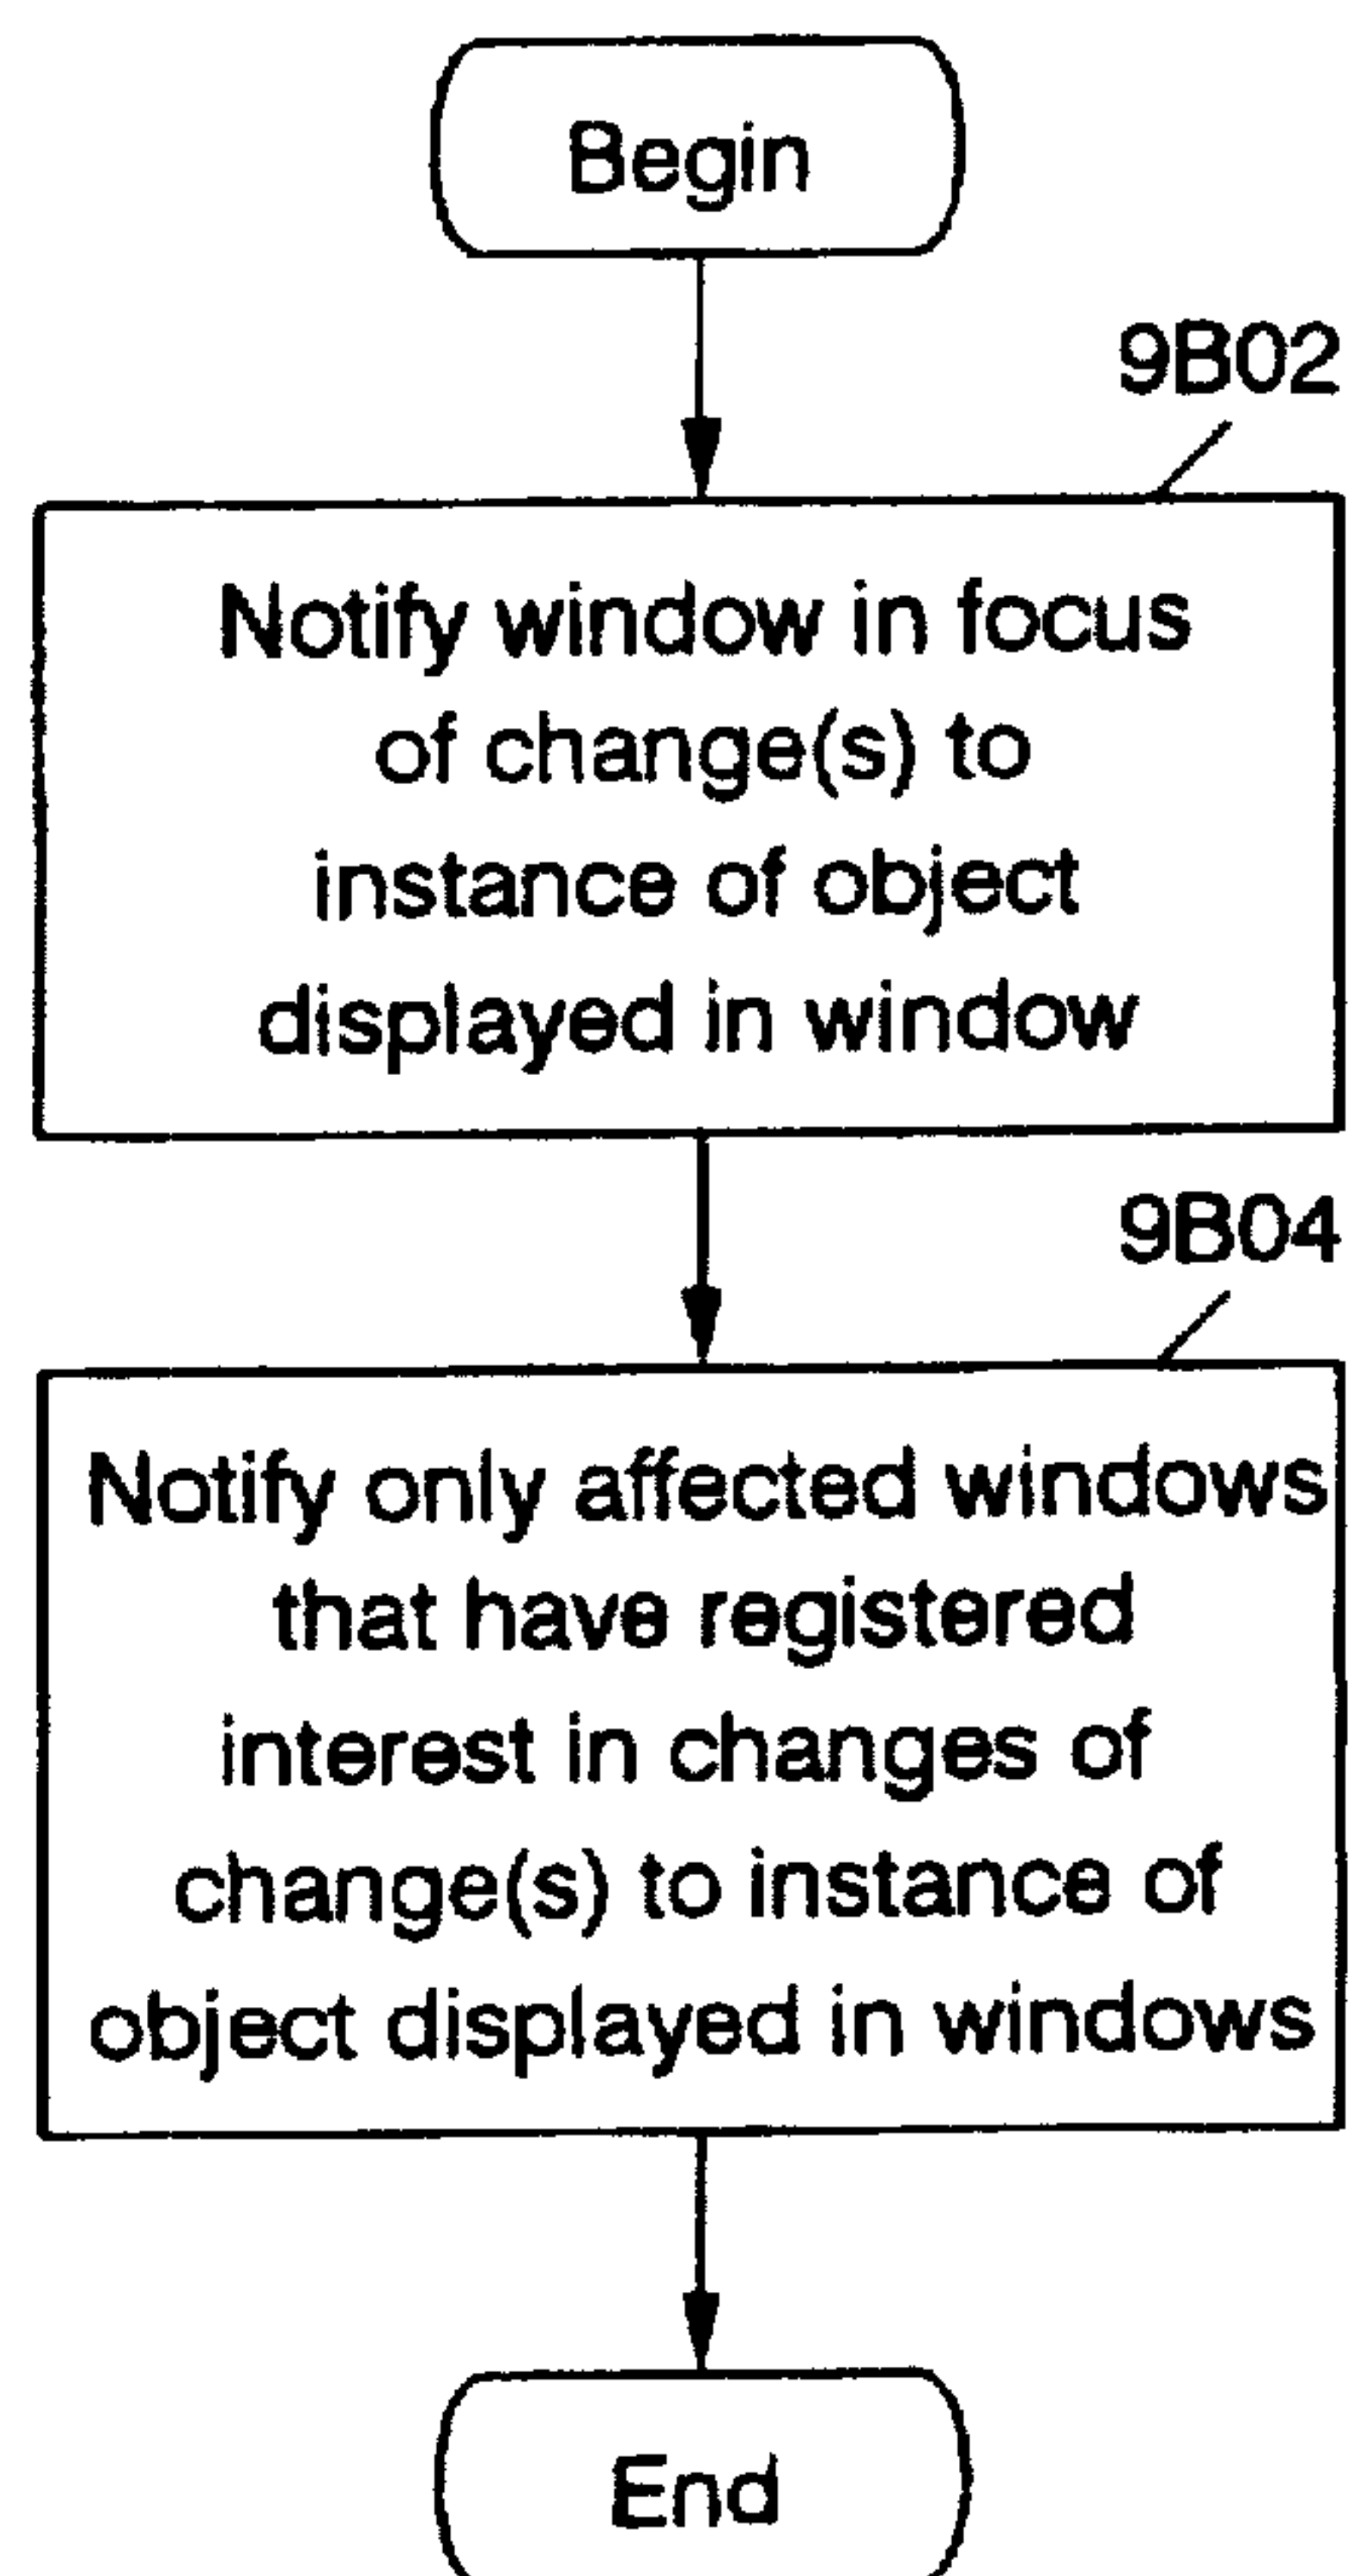 Begin
9B02
Notify window in focus
of change(s) to
instance of object
displayed in window
9B04
Notify only affected windows
that have registered
interest in changes of
change(s) to instance of
object displayed in windows
End